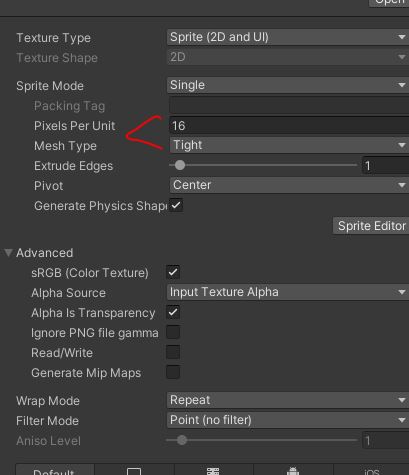 Open
Texture Type Sprite (2D and UI)
Texture Shape 2D
Sprite Mode Single
Packing Tag
Pixels Per Unit 16
Mesh Type Tight
Extrude Edges 1
Pivot Center
Generate Physics Shap
Sprite Editor
Advanced
sRGB (Color Texture)
Alpha Source Input Texture Alpha
Alpha Is Transparency
Ignore PNG file gamma
Read/Write
Generate Mip Maps
Wrap Mode Repeat
Filter Mode Point (no filter)
Aniso Level 1
Default iOS